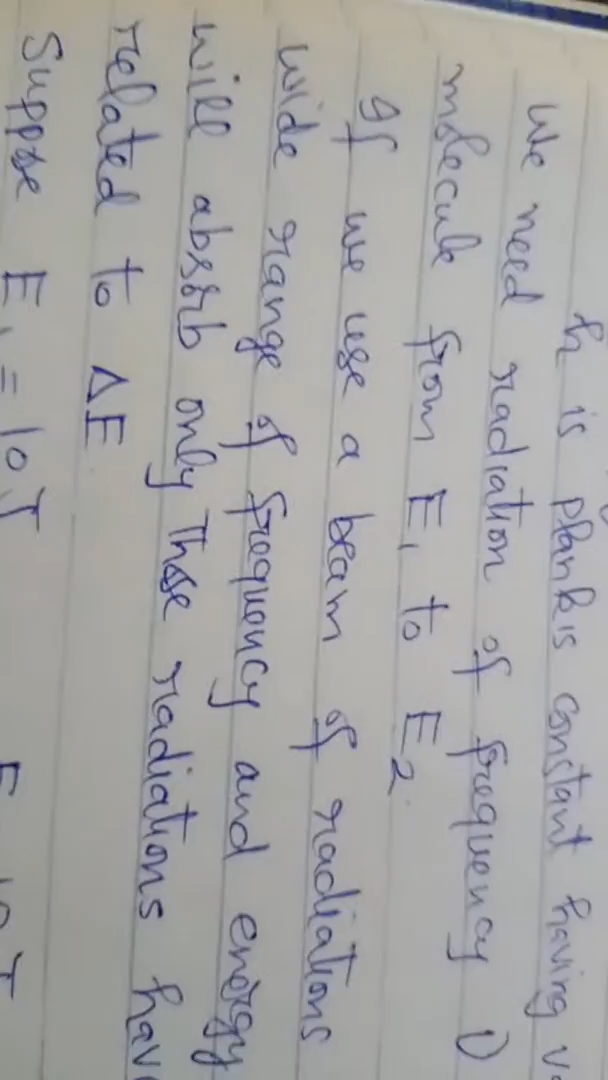 h is plank's constant having
We need radiation of frequency ν
molecule from E₁ to E₂.
If we use a beam of radiations
wide range of frequency and energy
will absorb only those radiations hav
related to ΔE
Suppose E₁ = 10J